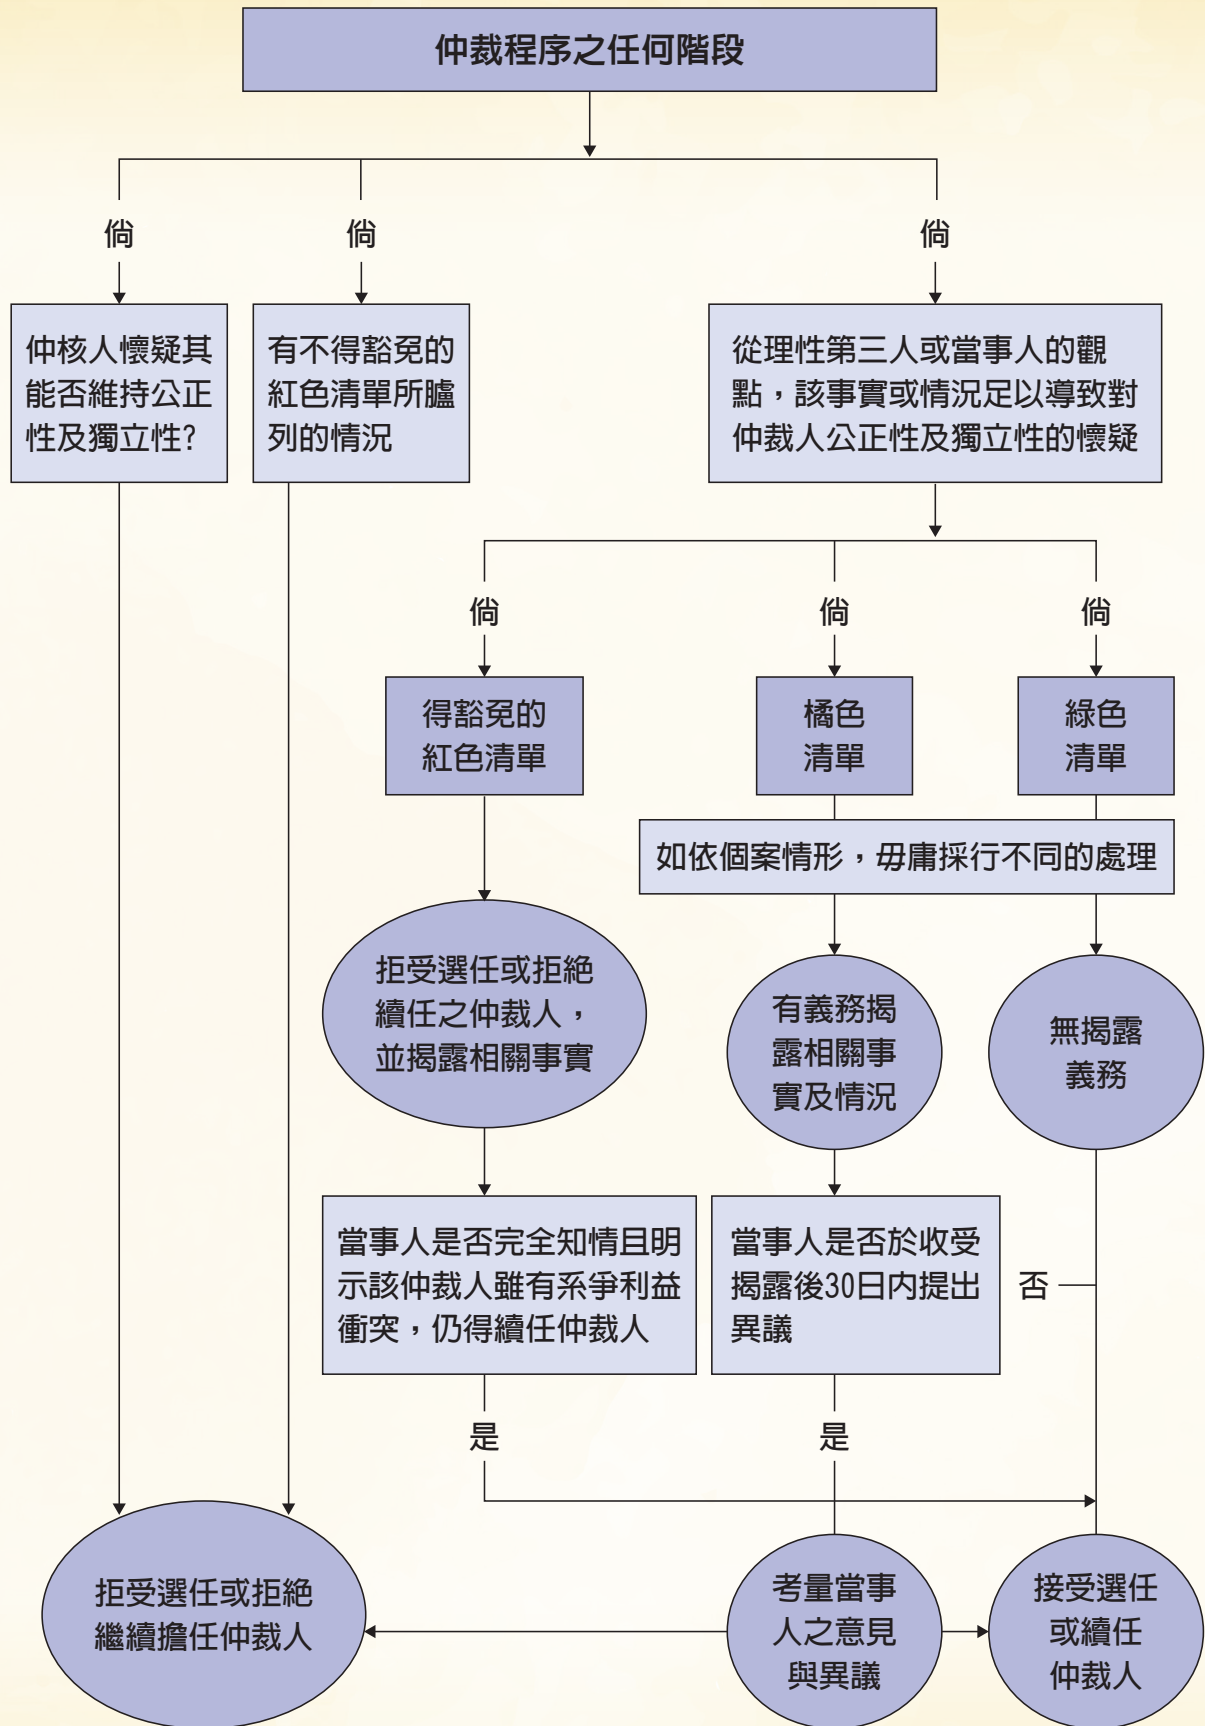 仲裁程序之任何階段
倘
倘
倘
仲核人懷疑其
能否維持公正
性及獨立性?
有不得豁免的
紅色清單所臚
列的情況
從理性第三人或當事人的觀
點，該事實或情況足以導致對
仲裁人公正性及獨立性的懷疑
倘
倘
倘
得豁免的
紅色清單
橘色
清單
綠色
清單
如依個案情形，毋庸採行不同的處理
拒受選任或拒絕
續任之仲裁人，
並揭露相關事實
有義務揭
露相關事
實及情況
無揭露
義務
當事人是否完全知情且明
示該仲裁人雖有系爭利益
衝突，仍得續任仲裁人
當事人是否於收受
揭露後30日內提出
異議
否
是
是
拒受選任或拒絕
繼續擔任仲裁人
考量當事
人之意見
與異議
接受選任
或續任
仲裁人